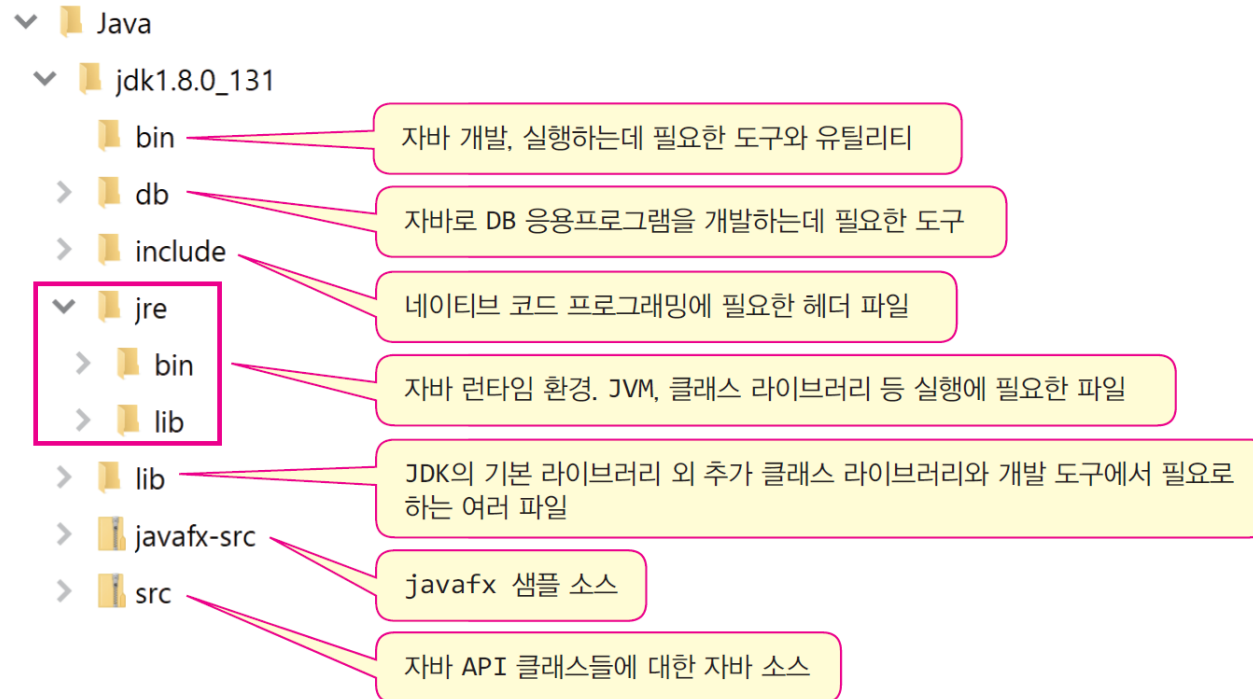 Java
jdk1.8.0_131
bin
자바 개발, 실행하는데 필요한 도구와 유틸리티
db
자바로 DB 응용프로그램을 개발하는데 필요한 도구
include
네이티브 코드 프로그래밍에 필요한 헤더 파일
jre
bin
자바 런타임 환경. JVM, 클래스 라이브러리 등 실행에 필요한 파일
lib
lib
JDK의 기본 라이브러리 외 추가 클래스 라이브러리와 개발 도구에서 필요로
하는 여러 파일
javafx-src
javafx 샘플 소스
src
자바 API 클래스들에 대한 자바 소스